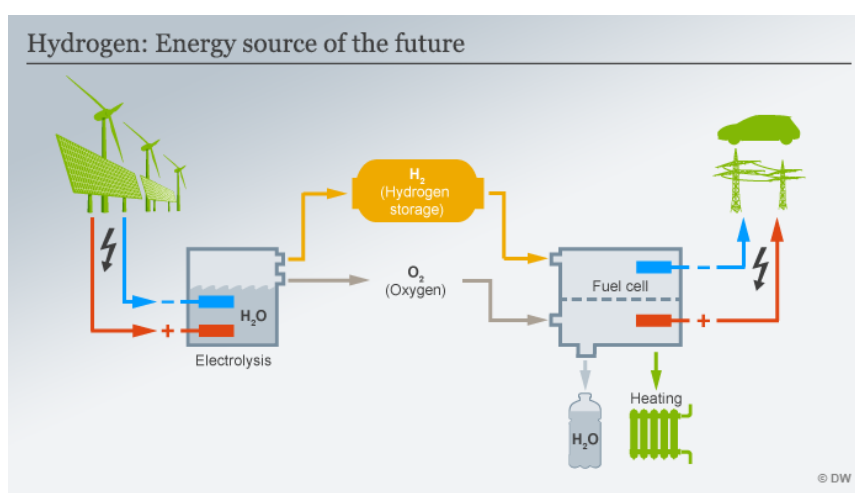 Hydrogen: Energy source of the future
H₂
(Hydrogen
storage)
O₂
(Oxygen)
H₂O
Electrolysis
Fuel cell
−
+
−
+
Heating
H₂O
© DW